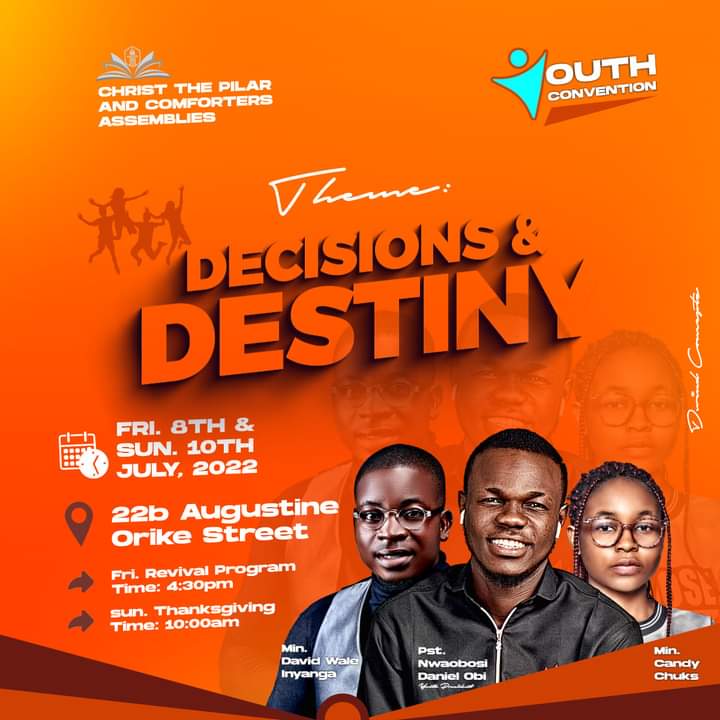 CHRIST THE PILAR
AND COMFORTERS
ASSEMBLIES
YOUTH
CONVENTION
Theme:
DECISIONS &
DESTINY
FRI. 8TH &
SUN. 10TH
JULY, 2022
22b Augustine
Orike Street
Fri. Revival Program
Time: 4:30pm
sun. Thanksgiving
Time: 10:00am
Min.
David Wale
Inyanga
Pst.
Nwaobosi
Daniel Obi
Youth President
Min.
Candy
Chuks